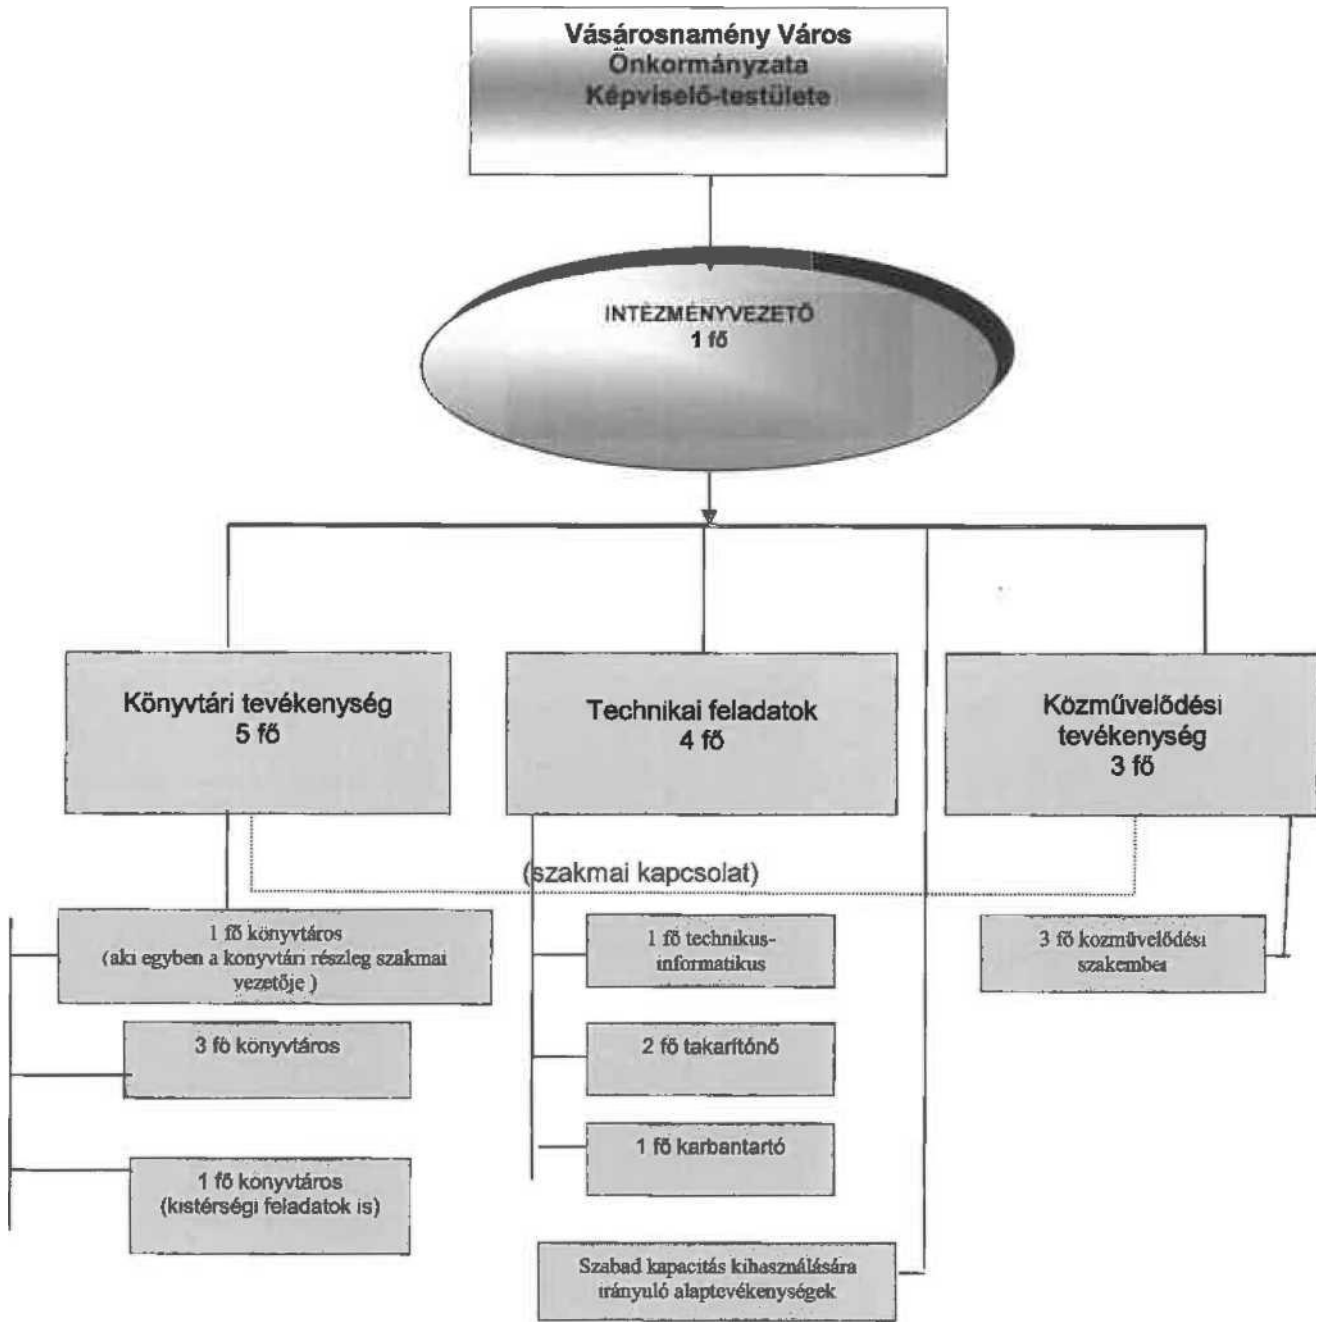 Vásárosnamény Város
Önkormányzata
Képviselő-testülete
INTÉZMÉNYVEZETŐ
1 fő
Könyvtári tevékenység
5 fő
Technikai feladatok
4 fő
Közművelődési
tevékenység
3 fő
(szakmai kapcsolat)
1 fő könyvtáros
(aki egyben a könyvtári részleg szakmai
vezetője )
3 fő könyvtáros
1 fő könyvtáros
(kistérségi feladatok is)
1 fő technikus-
informatikus
2 fő takarítónő
1 fő karbantartó
3 fő közművelődési
szakember
Szabad kapacitás kihasználására
irányuló alaptevékenységek